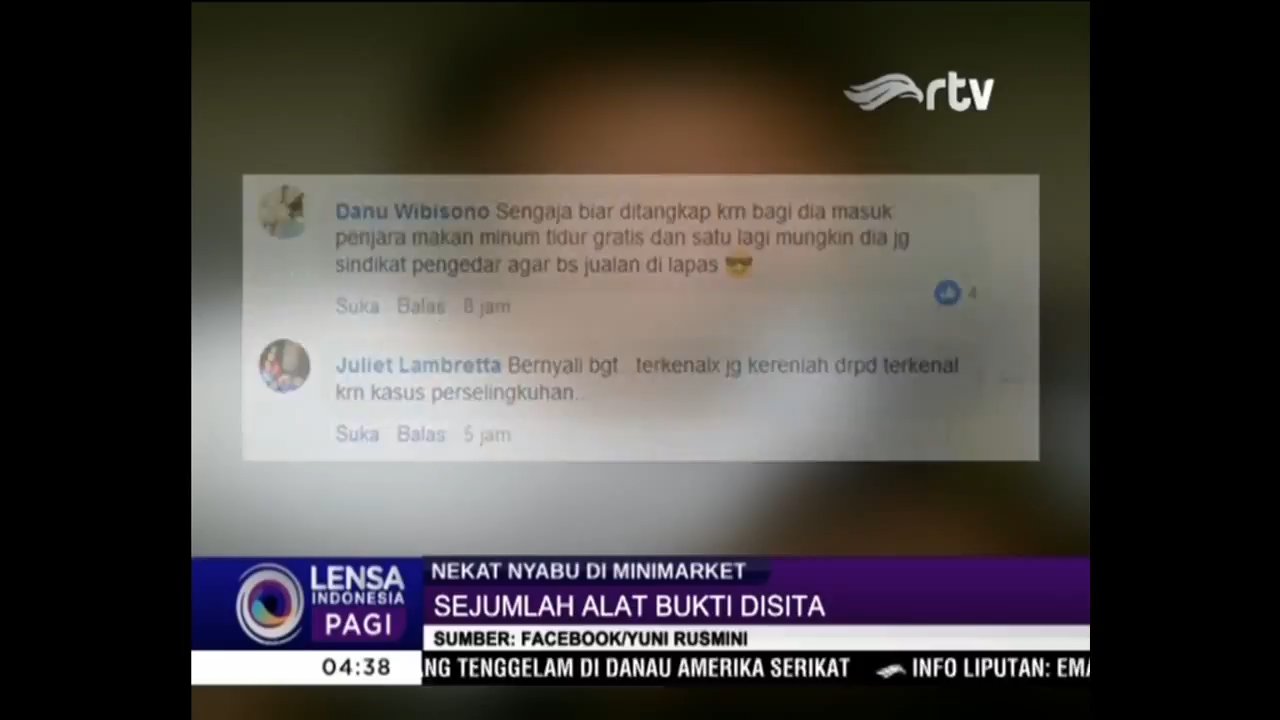 rtv
Danu Wibisono Sengaja biar ditangkap krn bagi dia masuk
penjara makan minum tidur gratis dan satu lagi mungkin dia jg
sindikat pengedar agar bs jualan di lapas 😎
4
Suka Balas 8 jam
Juliet Lambretta Bernyali bgt.. terkenalx jg kerenlah drpd terkenal
krn kasus perselingkuhan..
Suka Balas 5 jam
LENSA
INDONESIA
PAGI
NEKAT NYABU DI MINIMARKET
SEJUMLAH ALAT BUKTI DISITA
SUMBER: FACEBOOK/YUNI RUSMINI
04:38
NG TENGGELAM DI DANAU AMERIKA SERIKAT INFO LIPUTAN: EMA